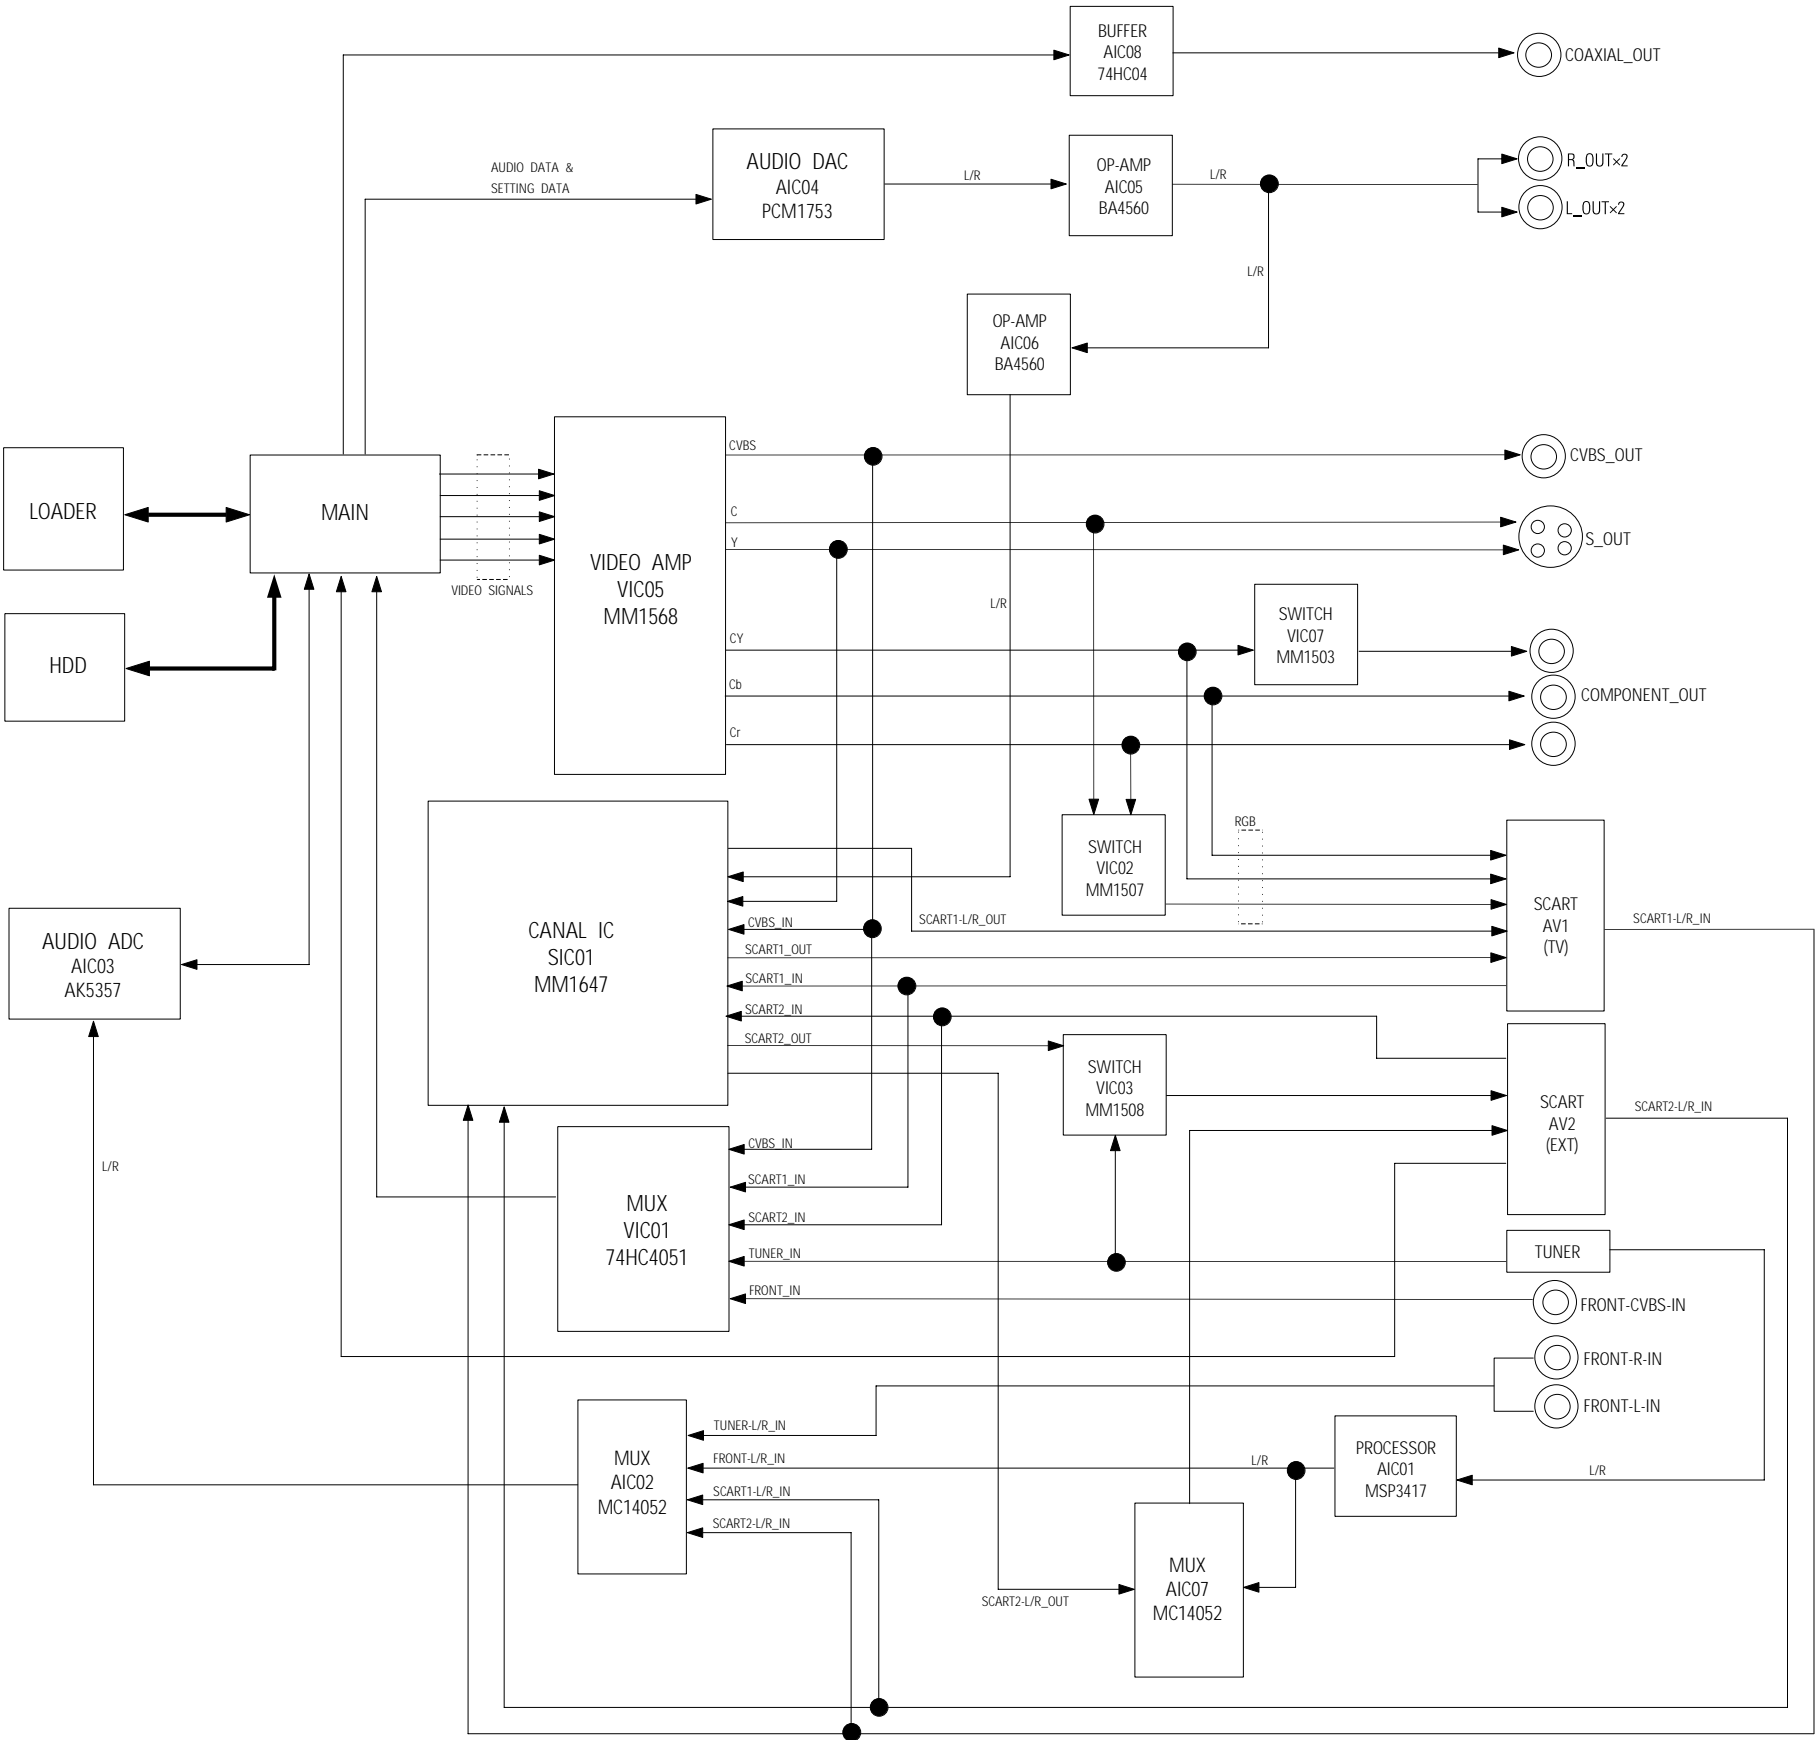 BUFFER
AIC08
74HC04
COAXIAL_OUT
AUDIO DATA &
SETTING DATA
AUDIO DAC
AIC04
PCM1753
L/R
OP-AMP
AIC05
BA4560
L/R
R_OUT×2
L_OUT×2
L/R
OP-AMP
AIC06
BA4560
LOADER
MAIN
VIDEO SIGNALS
HDD
VIDEO AMP
VIC05
MM1568
CVBS
C
Y
CY
Cb
Cr
L/R
CVBS_OUT
S_OUT
SWITCH
VIC07
MM1503
COMPONENT_OUT
SWITCH
VIC02
MM1507
RGB
SCART
AV1
(TV)
SCART1-L/R_IN
CANAL IC
SIC01
MM1647
SCART1-L/R_OUT
CVBS_IN
SCART1_OUT
SCART1_IN
SCART2_IN
SCART2_OUT
AUDIO ADC
AIC03
AK5357
SWITCH
VIC03
MM1508
SCART
AV2
(EXT)
SCART2-L/R_IN
L/R
MUX
VIC01
74HC4051
CVBS_IN
SCART1_IN
SCART2_IN
TUNER_IN
FRONT_IN
TUNER
FRONT-CVBS-IN
FRONT-R-IN
FRONT-L-IN
MUX
AIC02
MC14052
TUNER-L/R_IN
FRONT-L/R_IN
SCART1-L/R_IN
SCART2-L/R_IN
L/R
PROCESSOR
AIC01
MSP3417
L/R
SCART2-L/R_OUT
MUX
AIC07
MC14052